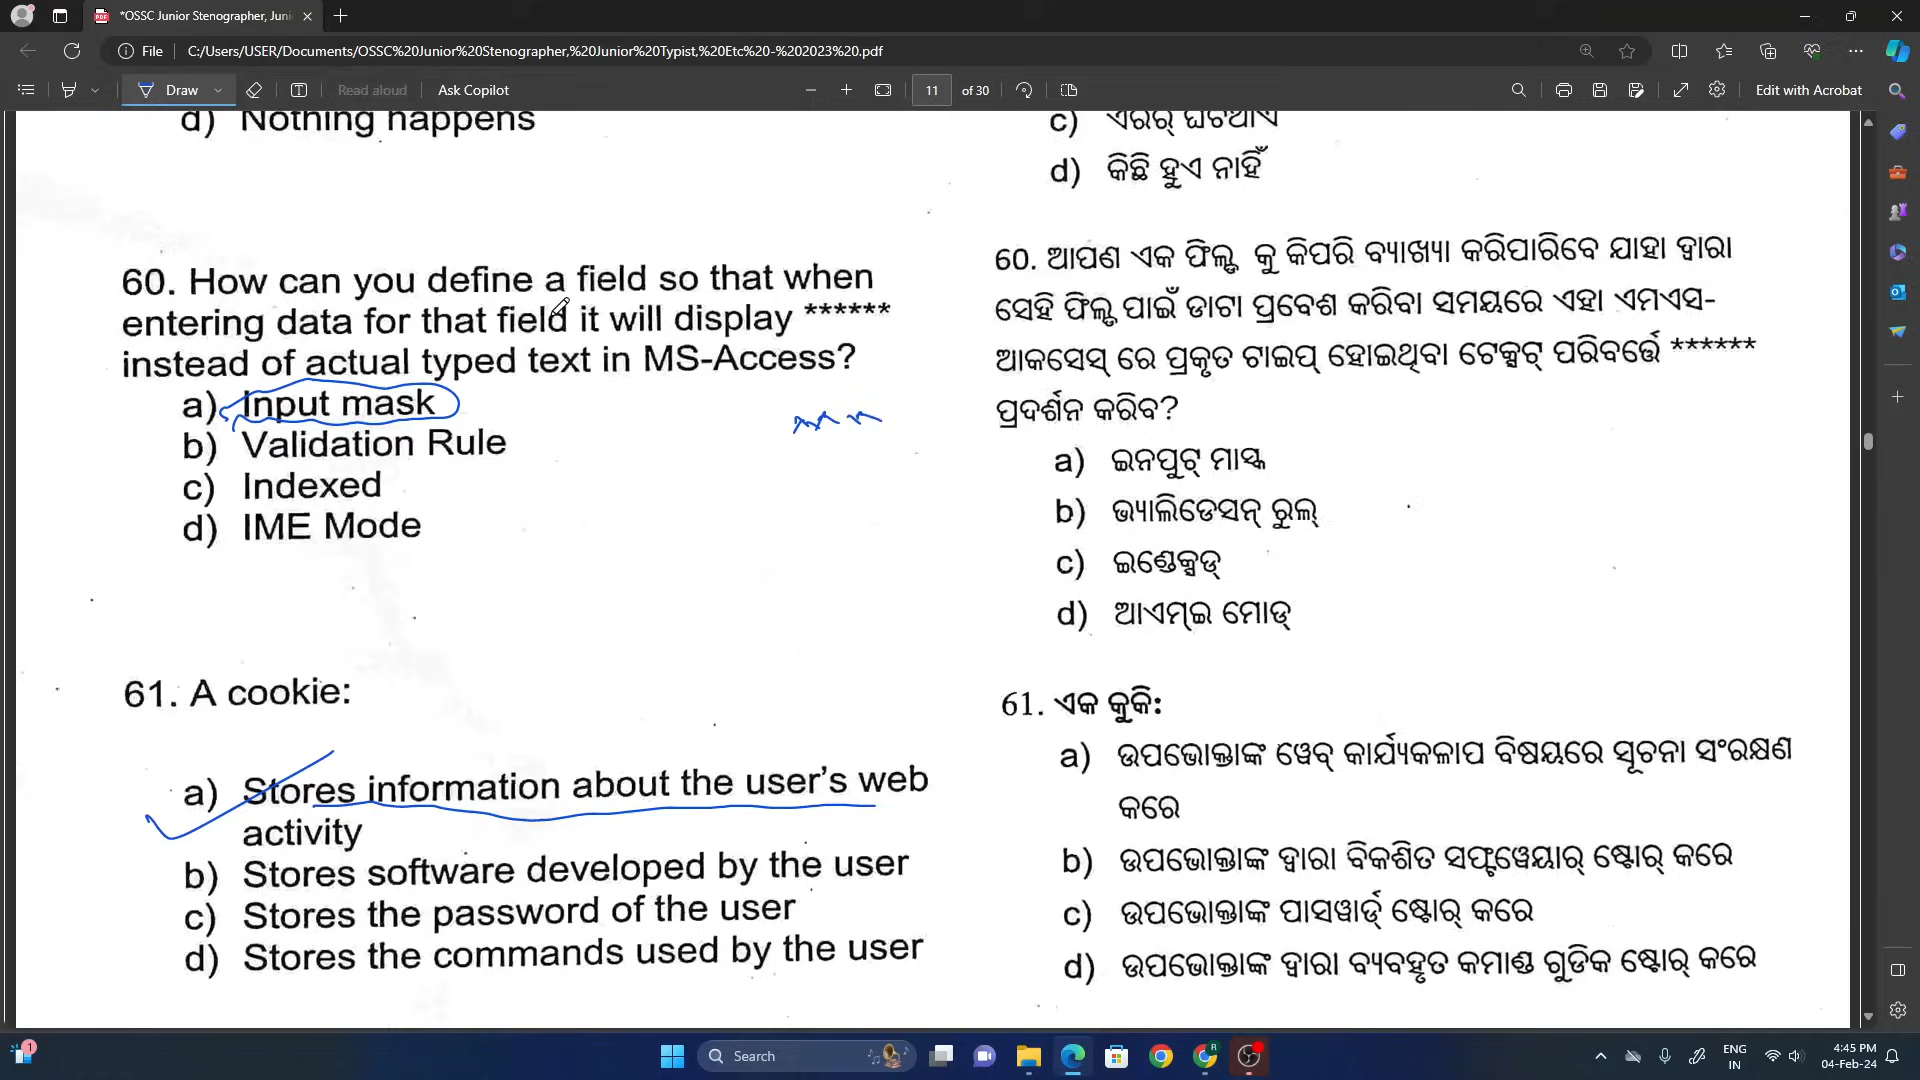 *OSSC Junior Stenographer, Juni
File
C:/Users/USER/Documents/OSSC%20Junior%20Stenographer,%20Junior%20Typist,%20Etc%20-%202023%20.pdf
Draw
Read aloud
Ask Copilot
11 of 30
Edit with Acrobat
d) Nothing happens
60. How can you define a field so that when
entering data for that field it will display ******
instead of actual typed text in MS-Access?
a) Input mask
b) Validation Rule
c) Indexed
d) IME Mode
61. A cookie:
a) Stores information about the user's web
activity
b) Stores software developed by the user
c) Stores the password of the user
d) Stores the commands used by the user
c) ଏରର୍ ଘଟିଥାଏ
d) କିଛି ହୁଏ ନାହିଁ
60. ଆପଣ ଏକ ଫିଲ୍ଡ କୁ କିପରି ବ୍ୟାଖ୍ୟା କରିପାରିବେ ଯାହା ଦ୍ୱାରା
ସେହି ଫିଲ୍ଡ ପାଇଁ ଡାଟା ପ୍ରବେଶ କରିବା ସମୟରେ ଏହା ଏମଏସ-
ଆକସେସ୍ ରେ ପ୍ରକୃତ ଟାଇପ୍ ହୋଇଥିବା ଟେକ୍ସଟ୍ ପରିବର୍ତ୍ତେ ******
ପ୍ରଦର୍ଶନ କରିବ?
a) ଇନପୁଟ୍ ମାସ୍କ
b) ଭ୍ୟାଲିଡେସନ୍ ରୁଲ୍
c) ଇଣ୍ଡେକ୍ସଡ୍
d) ଆଏମ୍ଇ ମୋଡ୍
61. ଏକ କୁକି:
a) ଉପଭୋକ୍ତାଙ୍କ ୱେବ୍ କାର୍ଯ୍ୟକଳାପ ବିଷୟରେ ସୂଚନା ସଂରକ୍ଷଣ
କରେ
b) ଉପଭୋକ୍ତାଙ୍କ ଦ୍ୱାରା ବିକଶିତ ସଫ୍ଟୱେୟାର୍ ଷ୍ଟୋର୍ କରେ
c) ଉପଭୋକ୍ତାଙ୍କ ପାସୱାର୍ଡ୍ ଷ୍ଟୋର୍ କରେ
d) ଉପଭୋକ୍ତାଙ୍କ ଦ୍ୱାରା ବ୍ୟବହୃତ କମାଣ୍ଡ ଗୁଡିକ ଷ୍ଟୋର୍ କରେ
1
Search
ENG
IN
4:45 PM
04-Feb-24